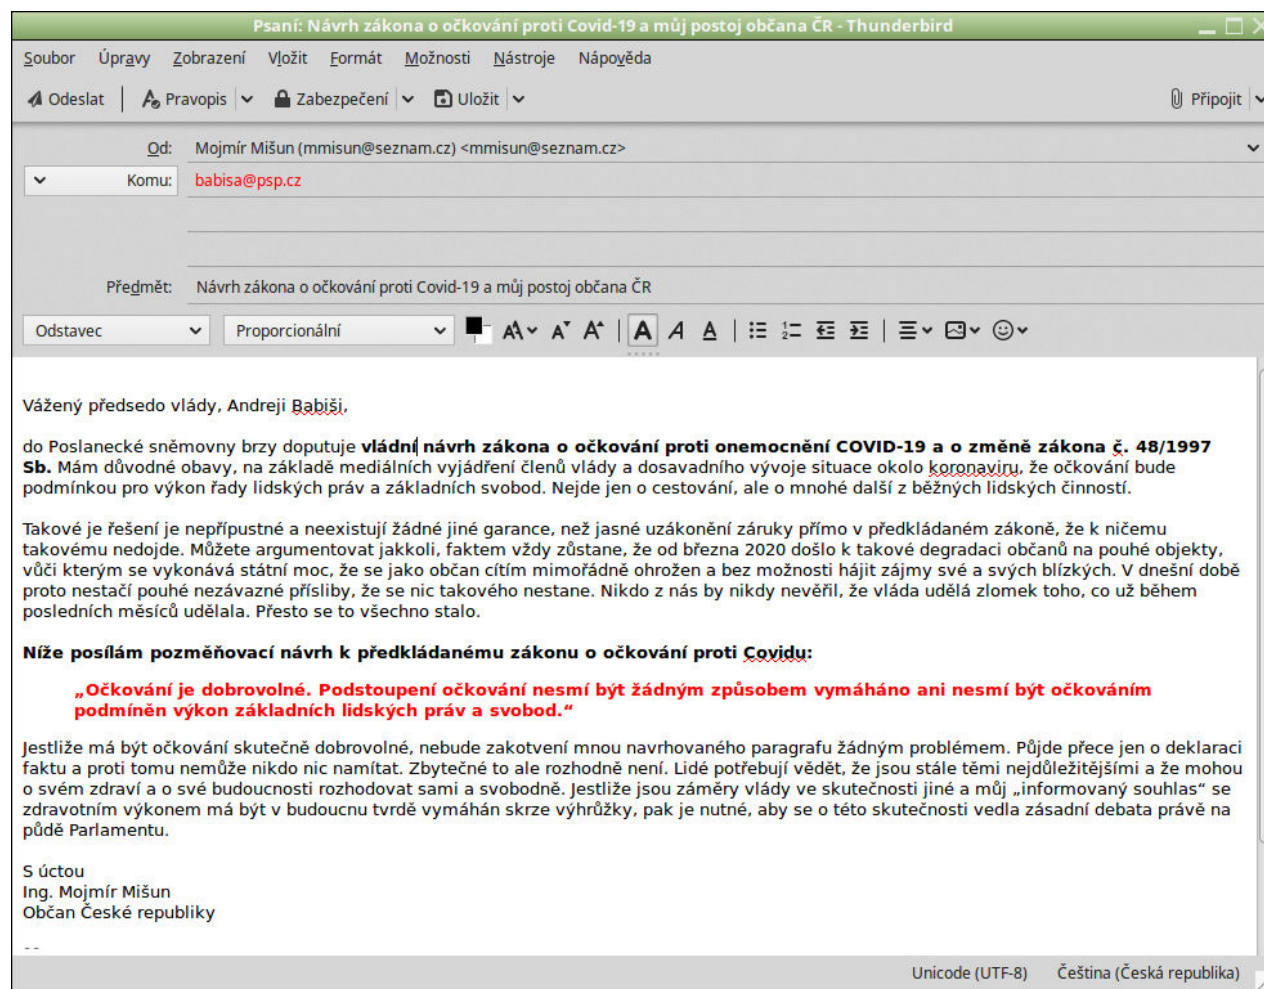 Psaní: Návrh zákona o očkování proti Covid-19 a můj postoj občana ČR - Thunderbird
Soubor Úpravy Zobrazení Vložit Formát Možnosti Nástroje Nápověda
Odeslat Pravopis Zabezpečení Uložit Připojit
Od: Mojmír Mišun (mmisun@seznam.cz) <mmisun@seznam.cz>
Komu: babisa@psp.cz
Předmět: Návrh zákona o očkování proti Covid-19 a můj postoj občana ČR
Odstavec Proporcionální
Vážený předsedo vlády, Andreji Babiši,
do Poslanecké sněmovny brzy doputuje vládní návrh zákona o očkování proti onemocnění COVID-19 a o změně zákona č. 48/1997
Sb. Mám důvodné obavy, na základě mediálních vyjádření členů vlády a dosavadního vývoje situace okolo koronaviru, že očkování bude
podmínkou pro výkon řady lidských práv a základních svobod. Nejde jen o cestování, ale o mnohé další z běžných lidských činností.
Takové je řešení je nepřípustné a neexistují žádné jiné garance, než jasné uzákonění záruky přímo v předkládaném zákoně, že k ničemu
takovému nedojde. Můžete argumentovat jakkoli, faktem vždy zůstane, že od března 2020 došlo k takové degradaci občanů na pouhé objekty,
vůči kterým se vykonává státní moc, že se jako občan cítím mimořádně ohrožen a bez možnosti hájit zájmy své a svých blízkých. V dnešní době
proto nestačí pouhé nezávazné přísliby, že se nic takového nestane. Nikdo z nás by nikdy nevěřil, že vláda udělá zlomek toho, co už během
posledních měsíců udělala. Přesto se to všechno stalo.
Níže posílám pozměňovací návrh k předkládanému zákonu o očkování proti Covidu:
„Očkování je dobrovolné. Podstoupení očkování nesmí být žádným způsobem vymáháno ani nesmí být očkováním
podmíněn výkon základních lidských práv a svobod.“
Jestliže má být očkování skutečně dobrovolné, nebude zakotvení mnou navrhovaného paragrafu žádným problémem. Půjde přece jen o deklaraci
faktu a proti tomu nemůže nikdo nic namítat. Zbytečné to ale rozhodně není. Lidé potřebují vědět, že jsou stále těmi nejdůležitějšími a že mohou
o svém zdraví a o své budoucnosti rozhodovat sami a svobodně. Jestliže jsou záměry vlády ve skutečnosti jiné a můj „informovaný souhlas“ se
zdravotním výkonem má být v budoucnu tvrdě vymáhán skrze výhrůžky, pak je nutné, aby se o této skutečnosti vedla zásadní debata právě na
půdě Parlamentu.
S úctou
Ing. Mojmír Mišun
Občan České republiky
--
Unicode (UTF-8) Čeština (Česká republika)